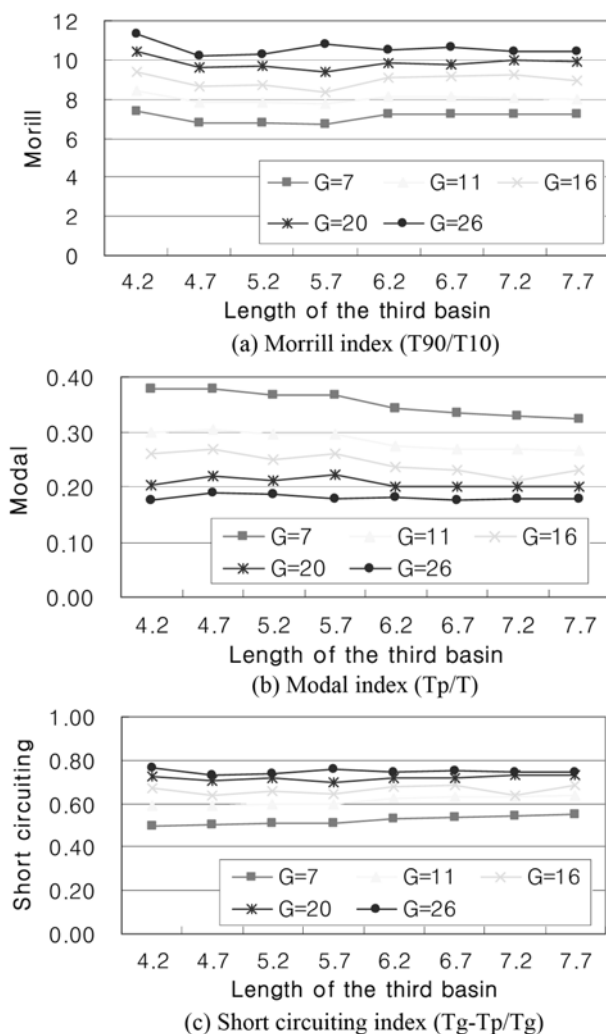 12
10
8
6
4
2
0
Morill
G=7 G=11 G=16
G=20 G=26
4.2 4.7 5.2 5.7 6.2 6.7 7.2 7.7
Length of the third basin
(a) Morrill index (T90/T10)
0.40
0.30
0.20
0.10
0.00
Modal
G=7 G=11 G=16
G=20 G=26
4.2 4.7 5.2 5.7 6.2 6.7 7.2 7.7
Length of the third basin
(b) Modal index (Tp/T)
1.00
0.80
0.60
0.40
0.20
0.00
Short circuiting
G=7 G=11 G=16
G=20 G=26
4.2 4.7 5.2 5.7 6.2 6.7 7.2 7.7
Length of the third basin
(c) Short circuiting index (Tg-Tp/Tg)